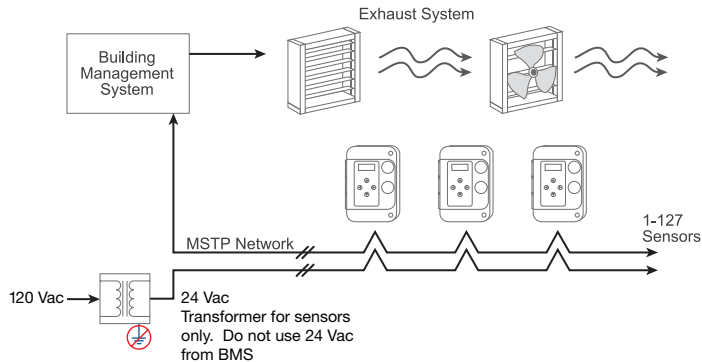 Exhaust System
Building
Management
System
MSTP Network
1-127
Sensors
120 Vac
24 Vac
Transformer for sensors
only.  Do not use 24 Vac
from BMS